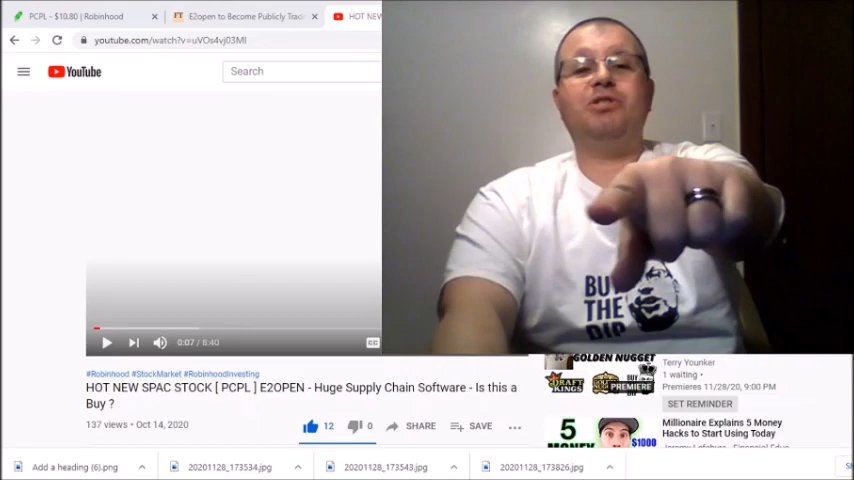 PCPL - $10.80 | Robinhood
E2open to Become Publicly Trad
HOT NEW
youtube.com/watch?v=uVOs4vj03MI
YouTube
Search
0:07 / 8:40
CC
#Robinhood #StockMarket #RobinhoodInvesting
HOT NEW SPAC STOCK [ PCPL ] E2OPEN - Huge Supply Chain Software - Is this a
Buy ?
137 views • Oct 14, 2020
12
0
SHARE
SAVE
BUY
THE
DIP
GOLDEN NUGGET
DRAFT
KINGS
PREMIERE
Terry Younker
1 waiting •
Premieres 11/28/20, 9:00 PM
SET REMINDER
5
MONEY
$1000
Millionaire Explains 5 Money
Hacks to Start Using Today
Add a heading (6).png
20201128_173534.jpg
20201128_173543.jpg
20201128_173826.jpg